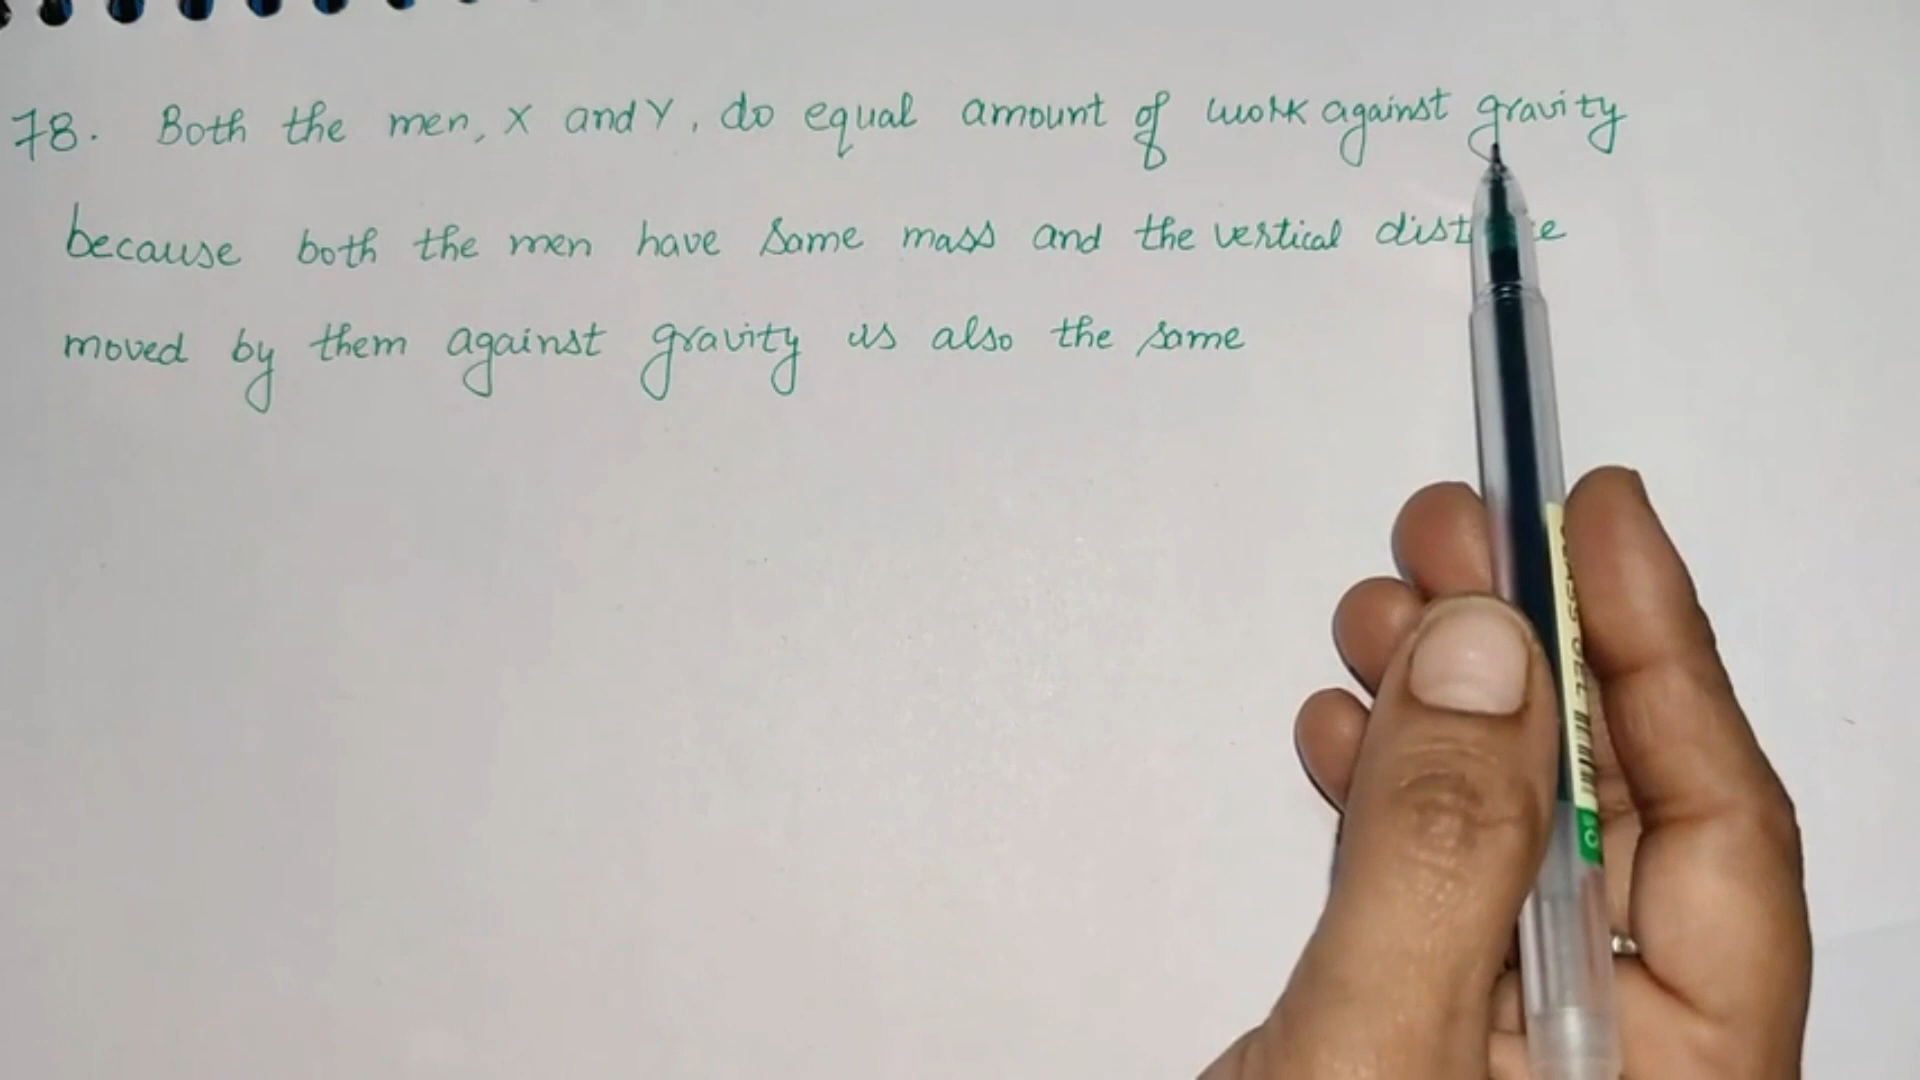 78. Both the men, X and Y, do equal amount of work against gravity
because both the men have same mass and the vertical
moved by them against gravity is also the same